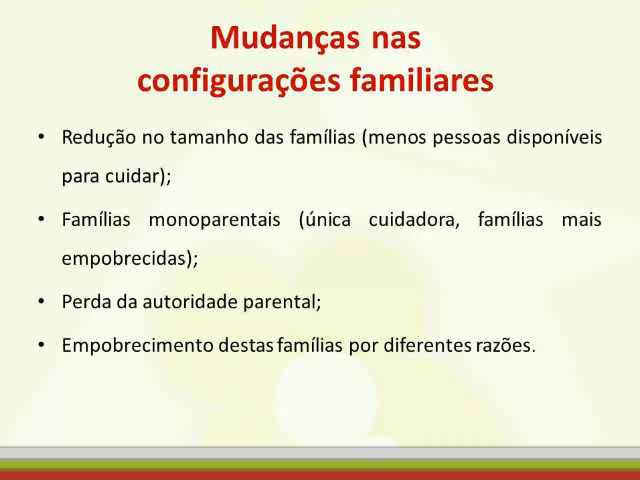 Mudanças nas
configurações familiares
• Redução no tamanho das famílias (menos pessoas disponíveis
para cuidar);
• Famílias monoparentais (única cuidadora, famílias mais
empobrecidas);
• Perda da autoridade parental;
• Empobrecimento destas famílias por diferentes razões.